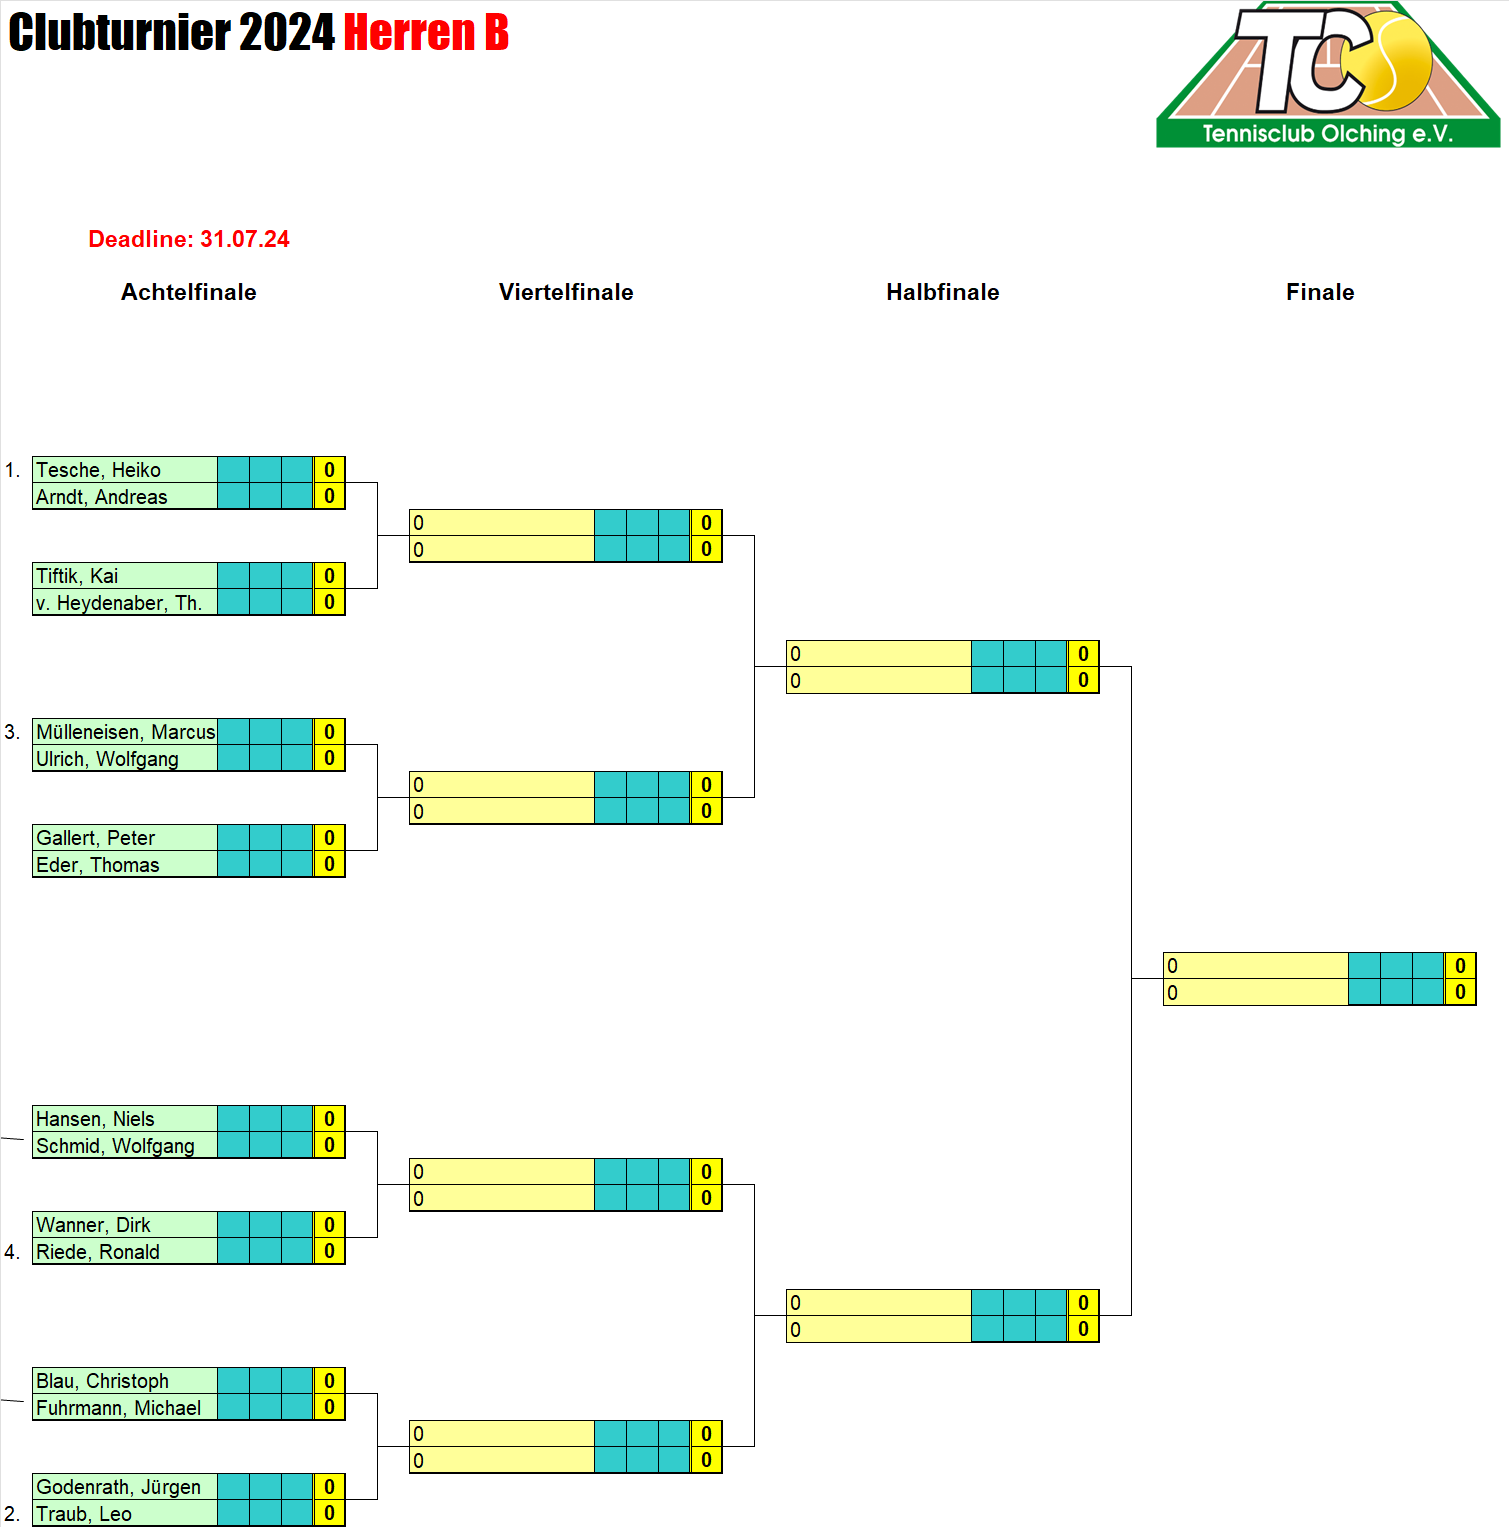 Clubturnier 2024 Herren B
TC
Tennisclub Olching e.V.
Deadline: 31.07.24
Achtelfinale Viertelfinale Halbfinale Finale
1. Tesche, Heiko 0
Arndt, Andreas 0
0 0
0 0
Tiftik, Kai 0
v. Heydenaber, Th. 0
0 0
0 0
3. Mülleneisen, Marcus 0
Ulrich, Wolfgang 0
0 0
0 0
Gallert, Peter 0
Eder, Thomas 0
0 0
0 0
Hansen, Niels 0
Schmid, Wolfgang 0
0 0
0 0
Wanner, Dirk 0
4. Riede, Ronald 0
0 0
0 0
Blau, Christoph 0
Fuhrmann, Michael 0
0 0
0 0
Godenrath, Jürgen 0
2. Traub, Leo 0